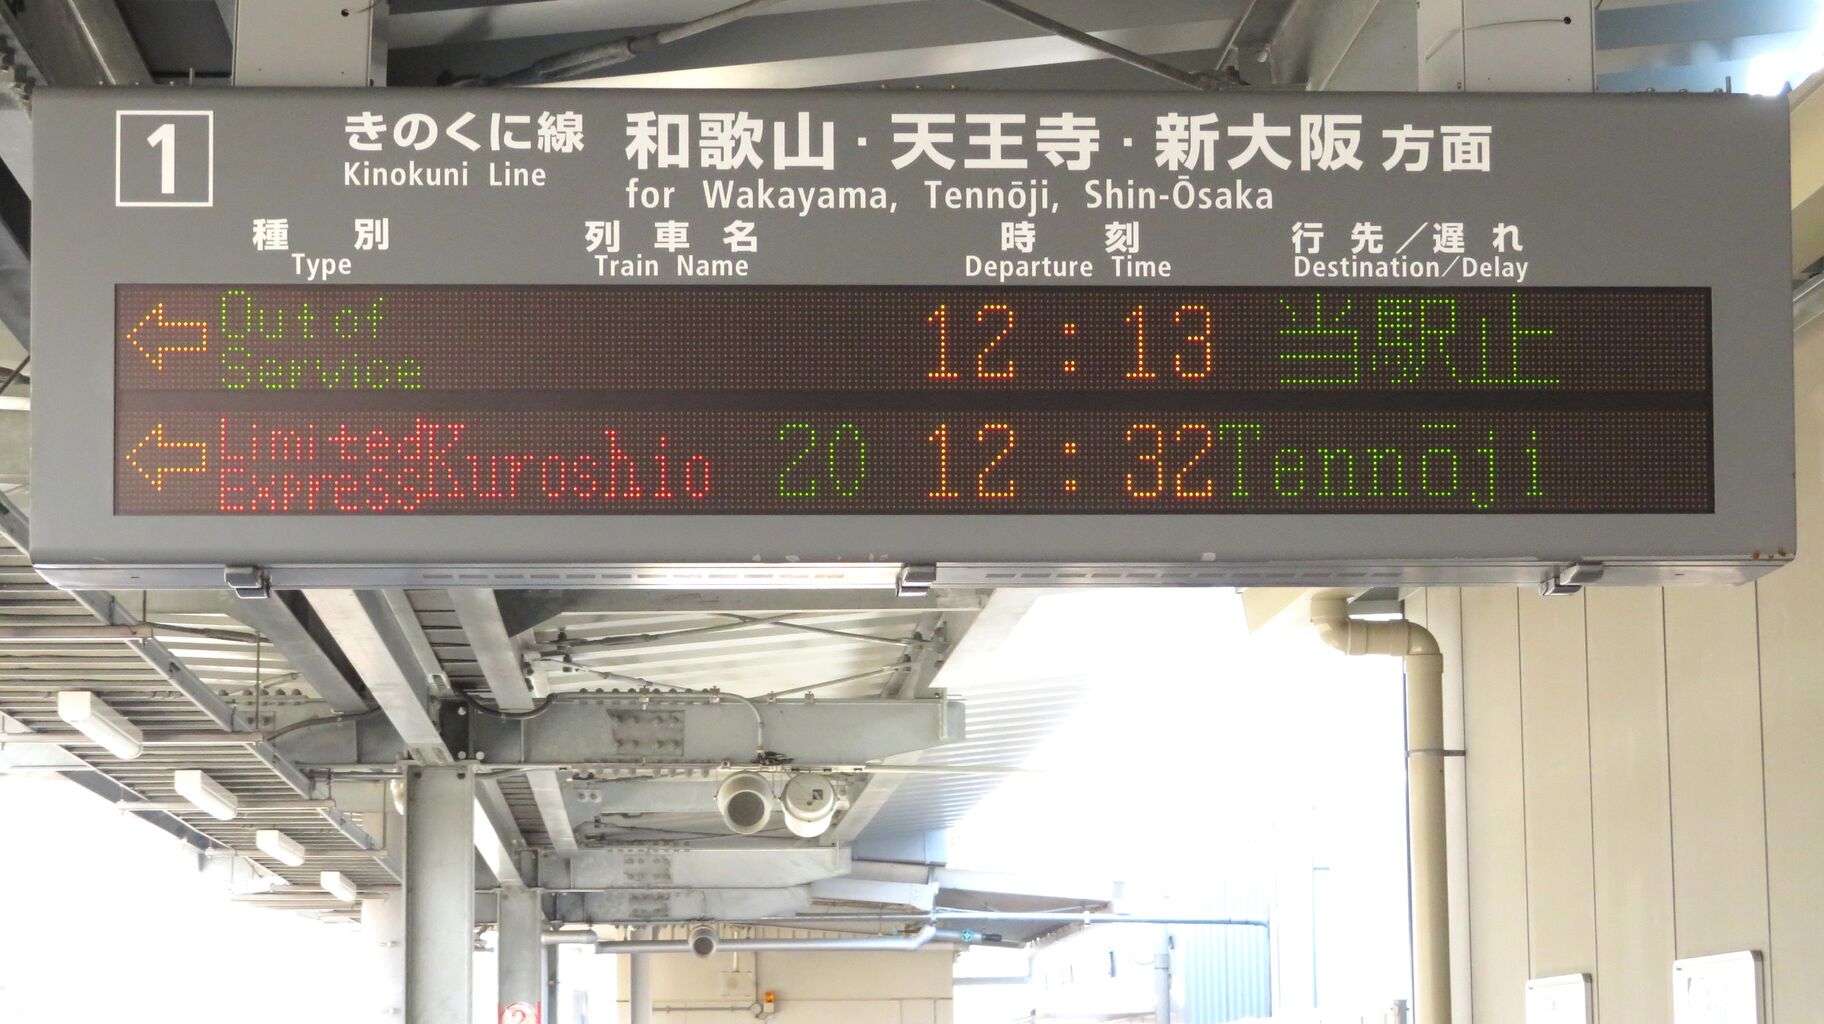 1 きのくに線 和歌山・天王寺・新大阪 方面
Kinokuni Line for Wakayama, Tennōji, Shin-Ōsaka
種別 列車名 時刻 行先／遅れ
Type Train Name Departure Time Destination/Delay
← Out of Service 12:13 当駅止
← Limited Express Kuroshio 20 12:32 Tennōji
2